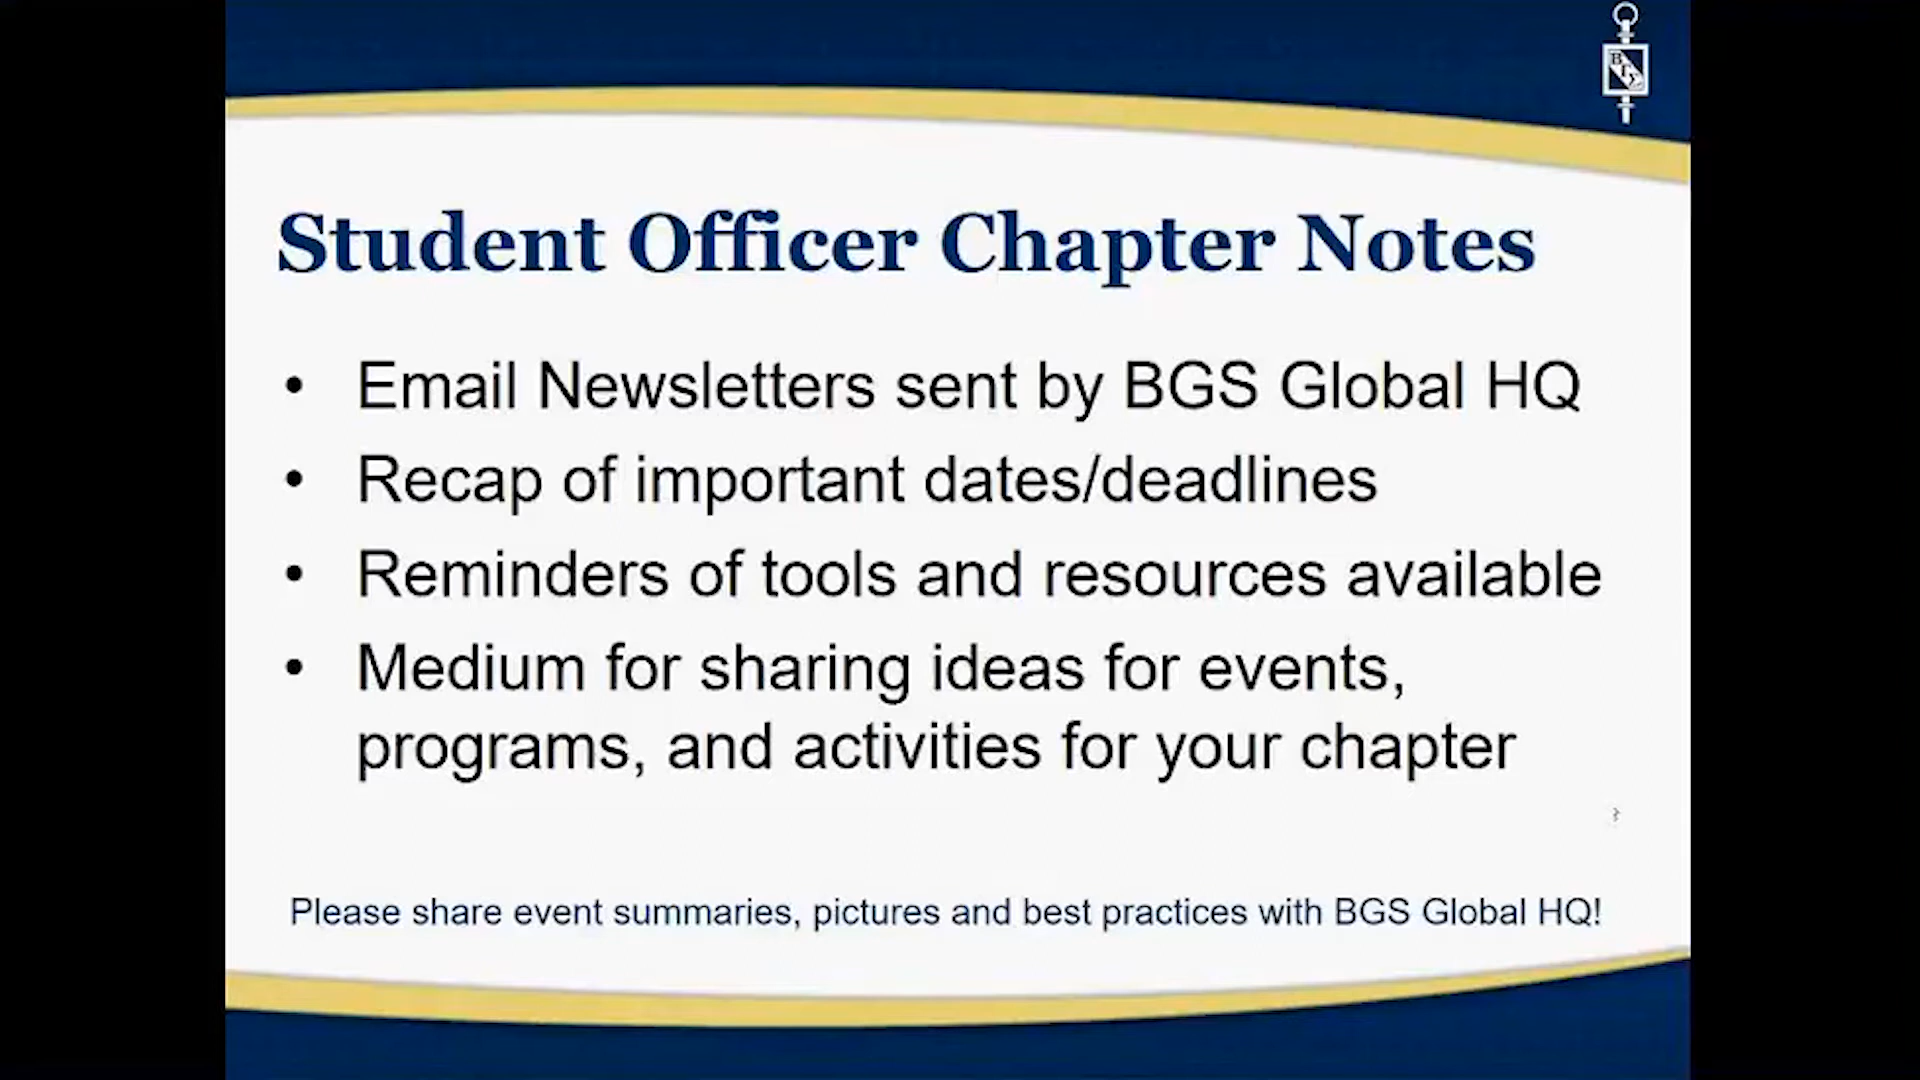 ΒΓΣ
Student Officer Chapter Notes
• Email Newsletters sent by BGS Global HQ
• Recap of important dates/deadlines
• Reminders of tools and resources available
• Medium for sharing ideas for events,
programs, and activities for your chapter
Please share event summaries, pictures and best practices with BGS Global HQ!